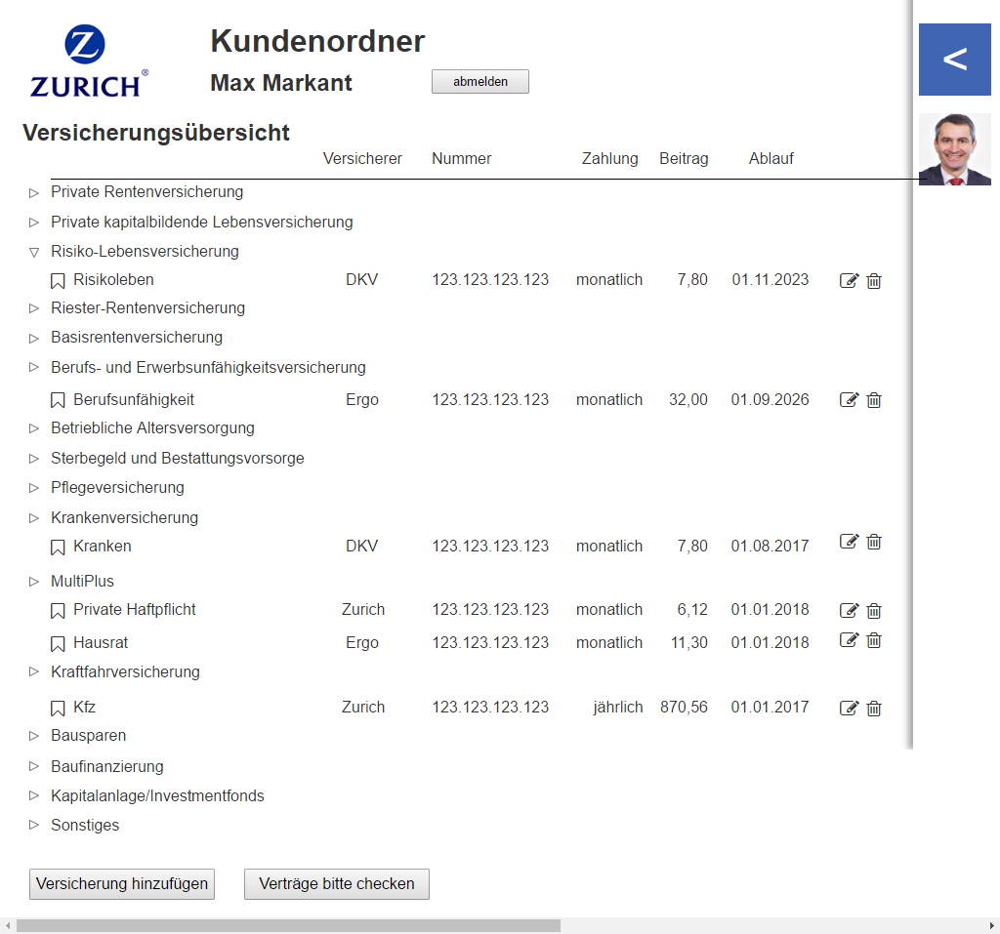 Z
ZURICH®
Kundenordner
Max Markant
abmelden
<
Versicherungsübersicht
Versicherer Nummer Zahlung Beitrag Ablauf
Private Rentenversicherung
Private kapitalbildende Lebensversicherung
Risiko-Lebensversicherung
Risikoleben DKV 123.123.123.123 monatlich 7,80 01.11.2023
Riester-Rentenversicherung
Basisrentenversicherung
Berufs- und Erwerbsunfähigkeitsversicherung
Berufsunfähigkeit Ergo 123.123.123.123 monatlich 32,00 01.09.2026
Betriebliche Altersversorgung
Sterbegeld und Bestattungsvorsorge
Pflegeversicherung
Krankenversicherung
Kranken DKV 123.123.123.123 monatlich 7,80 01.08.2017
MultiPlus
Private Haftpflicht Zurich 123.123.123.123 monatlich 6,12 01.01.2018
Hausrat Ergo 123.123.123.123 monatlich 11,30 01.01.2018
Kraftfahrversicherung
Kfz Zurich 123.123.123.123 jährlich 870,56 01.01.2017
Bausparen
Baufinanzierung
Kapitalanlage/Investmentfonds
Sonstiges
Versicherung hinzufügen Verträge bitte checken